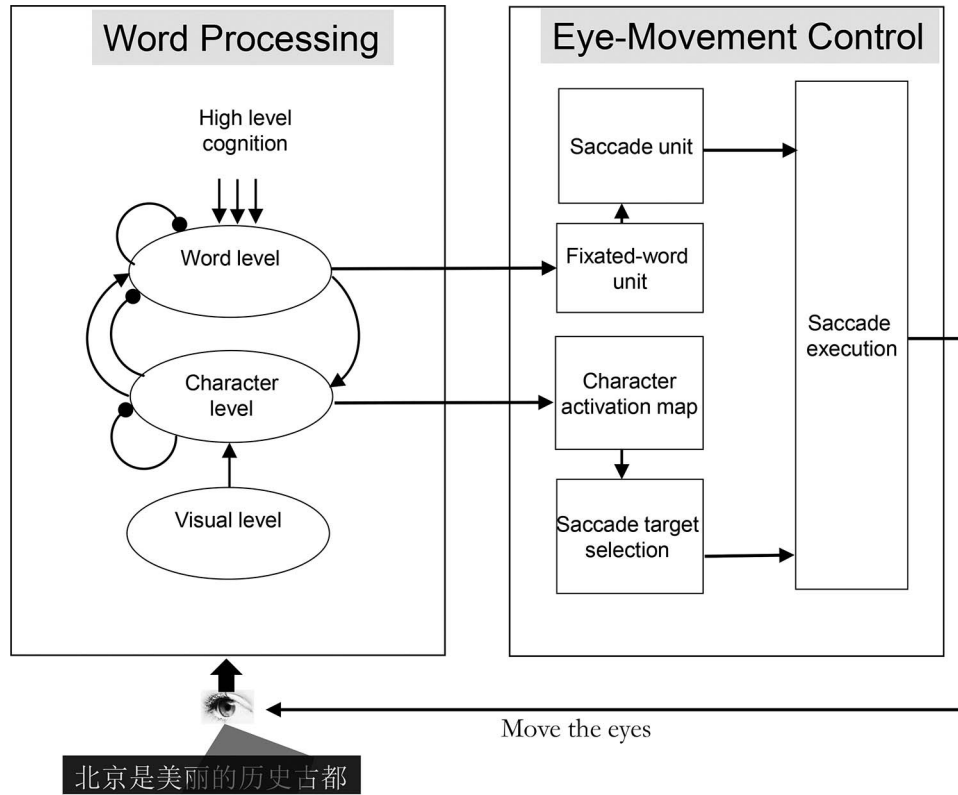 Word Processing
High level
cognition
Word level
Character
level
Visual level
Eye-Movement Control
Saccade unit
Fixated-word
unit
Character
activation map
Saccade target
selection
Saccade
execution
Move the eyes
北京是美丽的历史古都